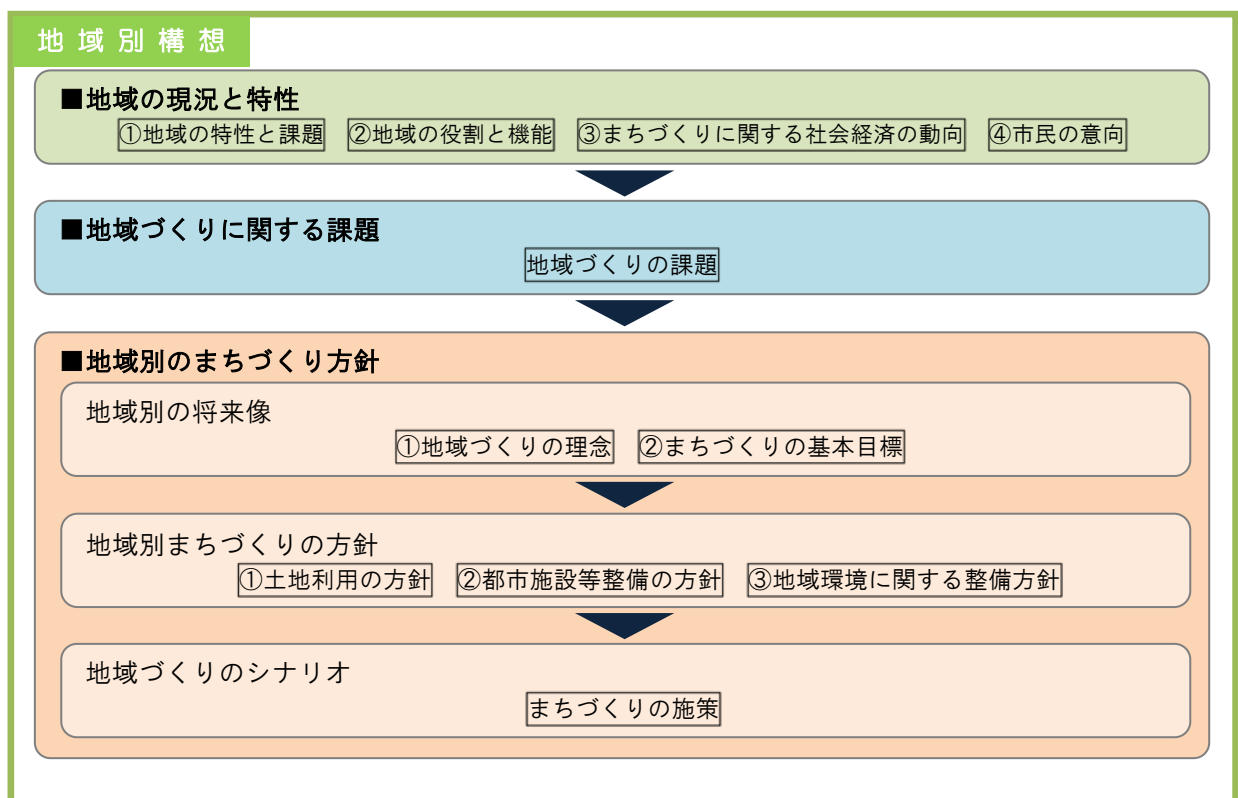 地域別構想
■地域の現況と特性
①地域の特性と課題 ②地域の役割と機能 ③まちづくりに関する社会経済の動向 ④市民の意向
■地域づくりに関する課題
地域づくりの課題
■地域別のまちづくり方針
地域別の将来像
①地域づくりの理念 ②まちづくりの基本目標
地域別まちづくりの方針
①土地利用の方針 ②都市施設等整備の方針 ③地域環境に関する整備方針
地域づくりのシナリオ
まちづくりの施策